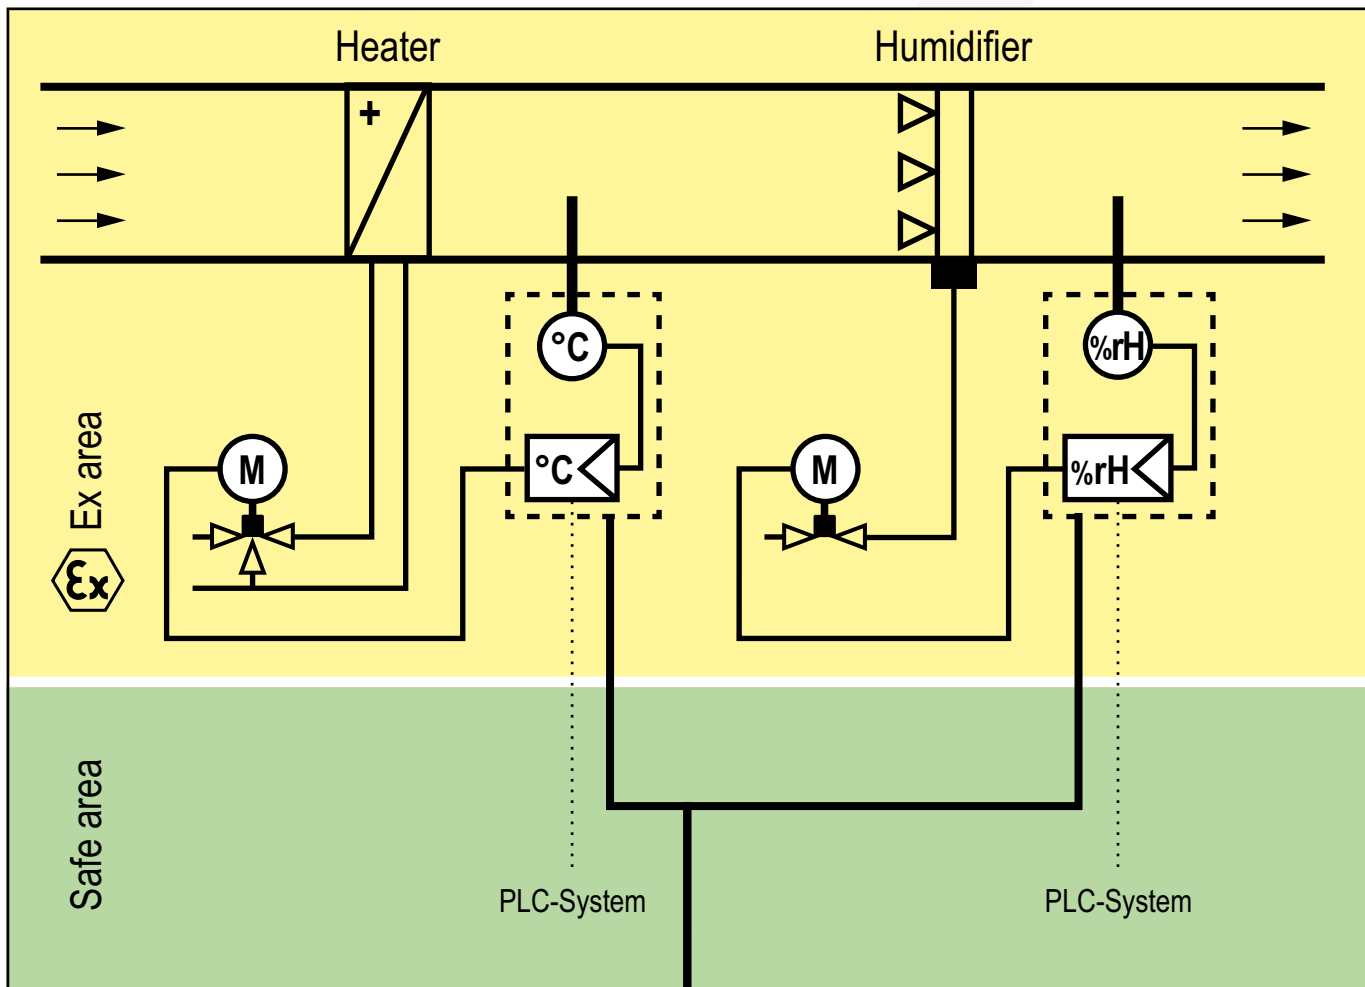 Heater
Humidifier
+
°C
%rH
M
°C
M
%rH
Ex area
Ex
Safe area
PLC-System
PLC-System